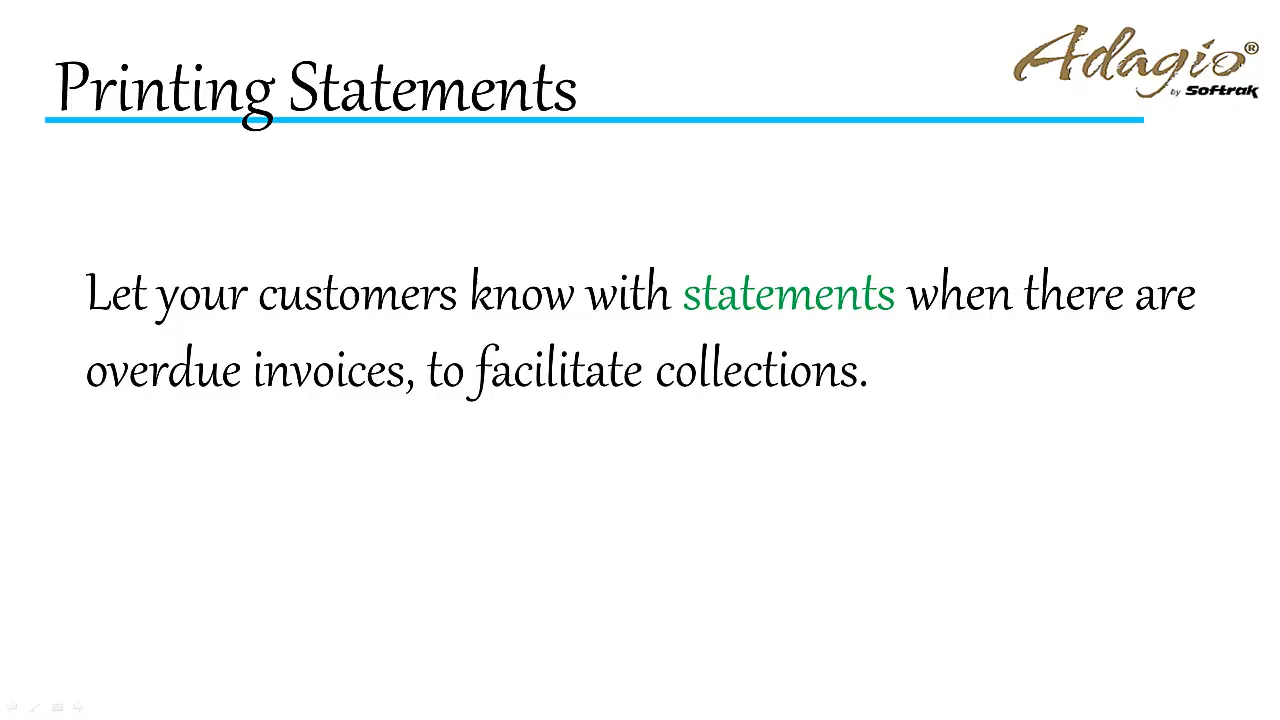 Printing Statements
Adagio®
by Softrak
Let your customers know with statements when there are
overdue invoices, to facilitate collections.